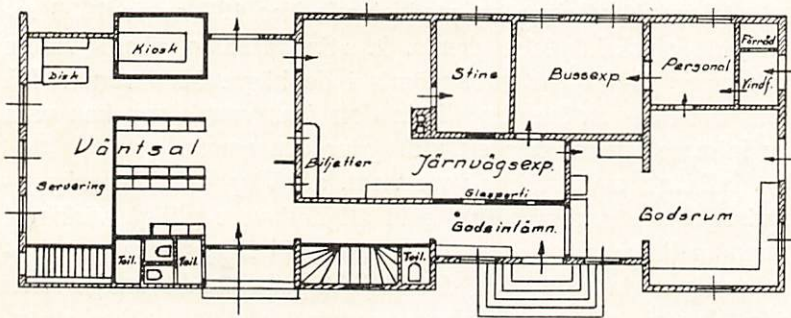 Kiosk
Disk
Stins
Bussexp
Personal
Förråd
Vindf.
Väntsal
Servering
Biljetter
Järnvägsexp.
Glasparti
Godsinlämn.
Godsrum
Toil.
Toil.
Toil.